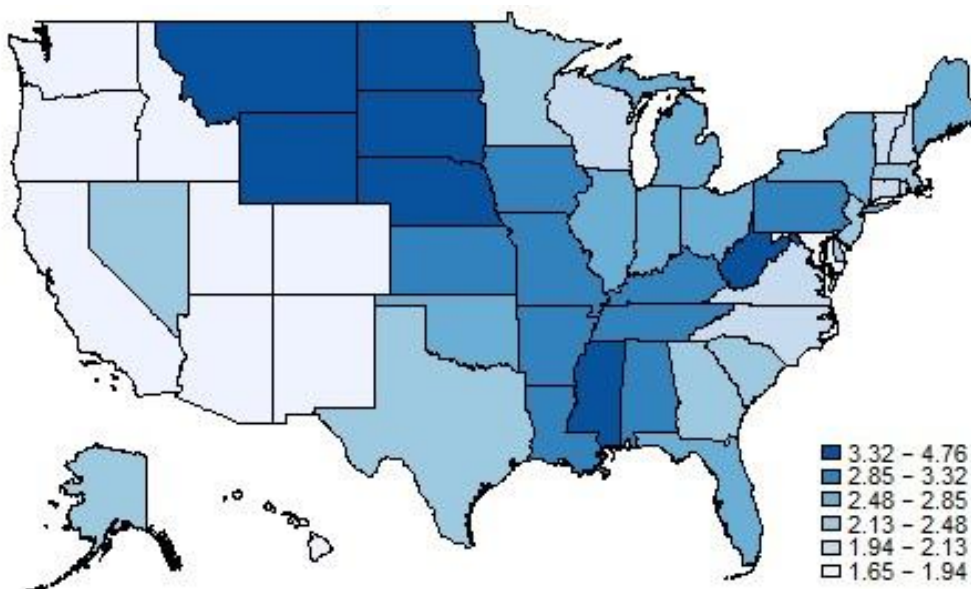 3.32 – 4.76
2.85 – 3.32
2.48 – 2.85
2.13 – 2.48
1.94 – 2.13
1.65 – 1.94